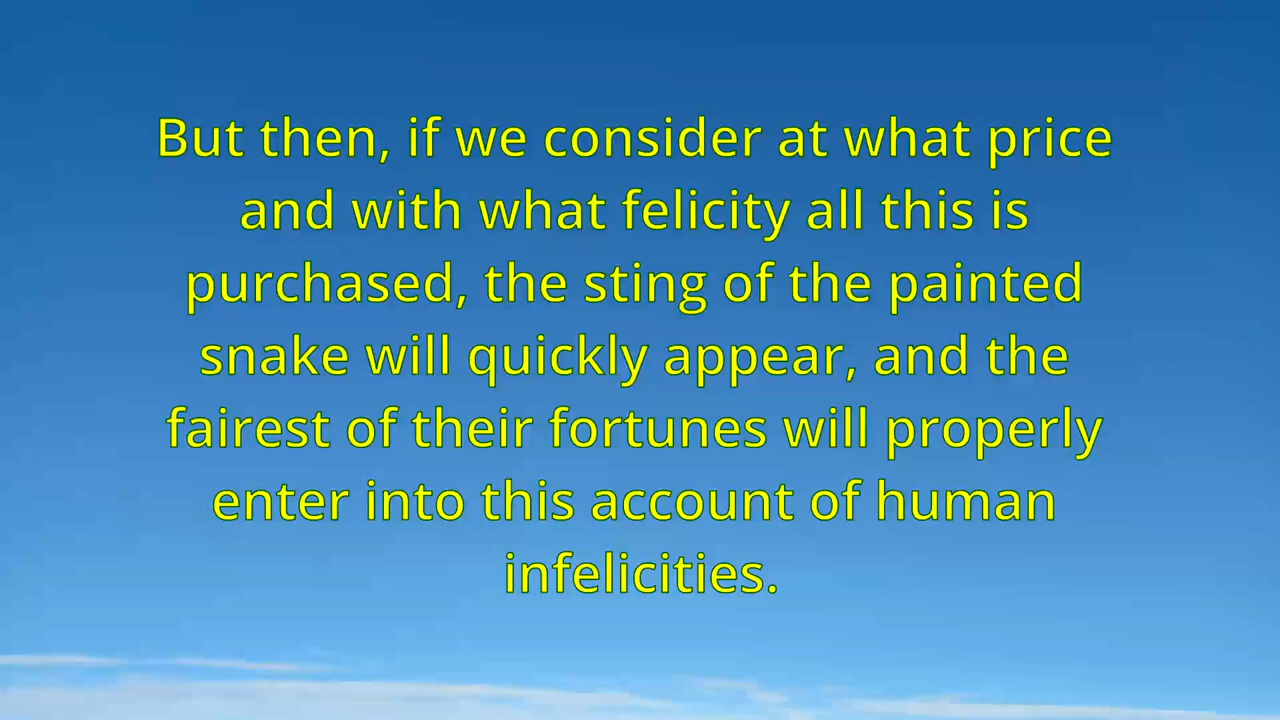 But then, if we consider at what price
and with what felicity all this is
purchased, the sting of the painted
snake will quickly appear, and the
fairest of their fortunes will properly
enter into this account of human
infelicities.